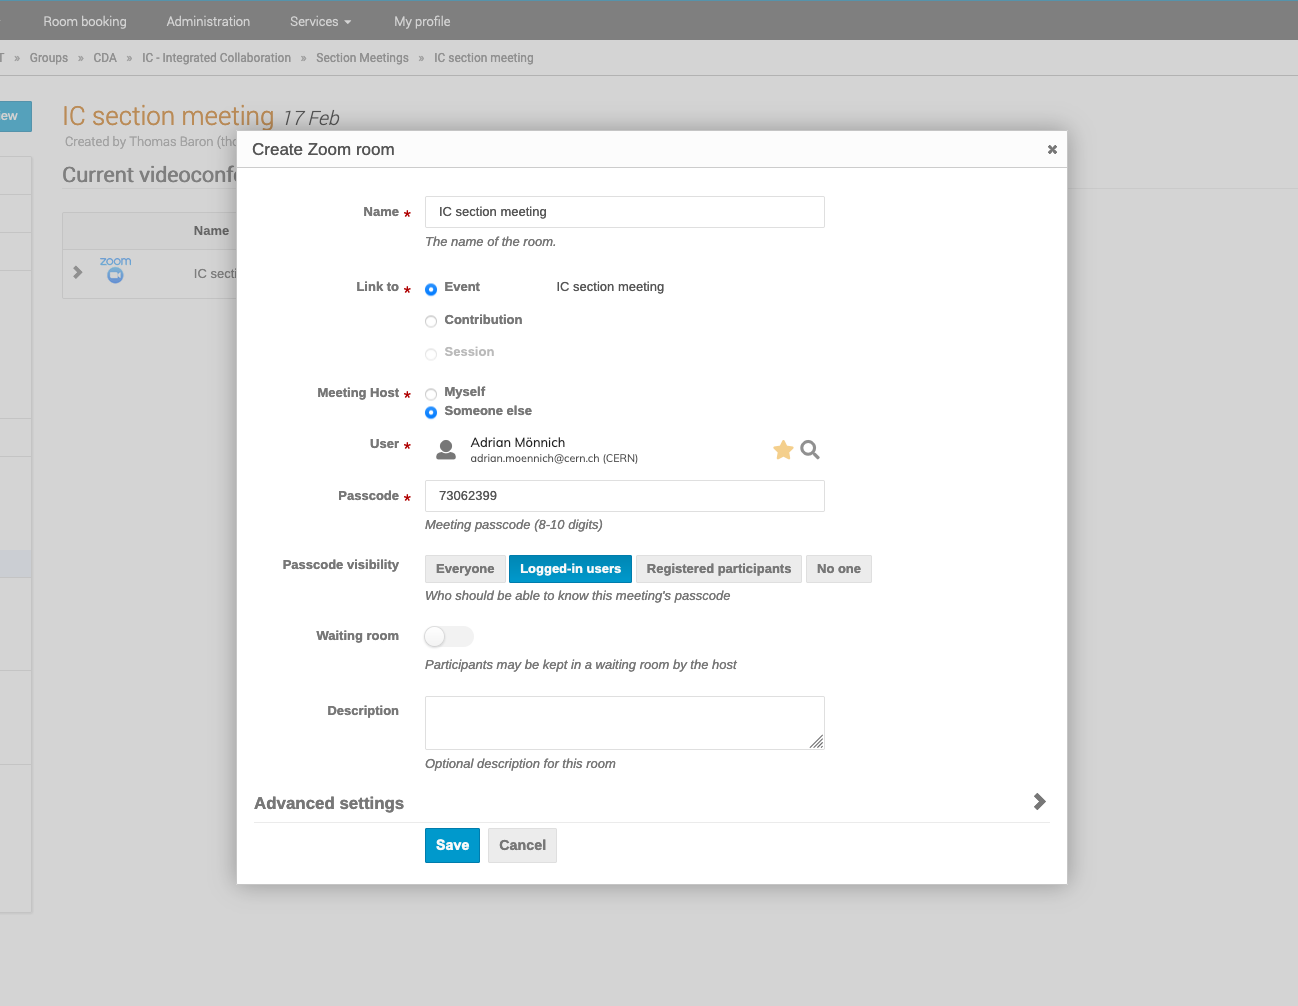 Room booking Administration Services My profile
T » Groups » CDA » IC - Integrated Collaboration » Section Meetings » IC section meeting
ew
IC section meeting 17 Feb
Created by Thomas Baron (tho
Current videoconf
Name
zoom
IC secti
Create Zoom room
Name *
IC section meeting
The name of the room.
Link to *
Event IC section meeting
Contribution
Session
Meeting Host *
Myself
Someone else
User *
Adrian Mönnich
adrian.moennich@cern.ch (CERN)
Passcode *
73062399
Meeting passcode (8-10 digits)
Passcode visibility
Everyone Logged-in users Registered participants No one
Who should be able to know this meeting's passcode
Waiting room
Participants may be kept in a waiting room by the host
Description
Optional description for this room
Advanced settings
Save Cancel